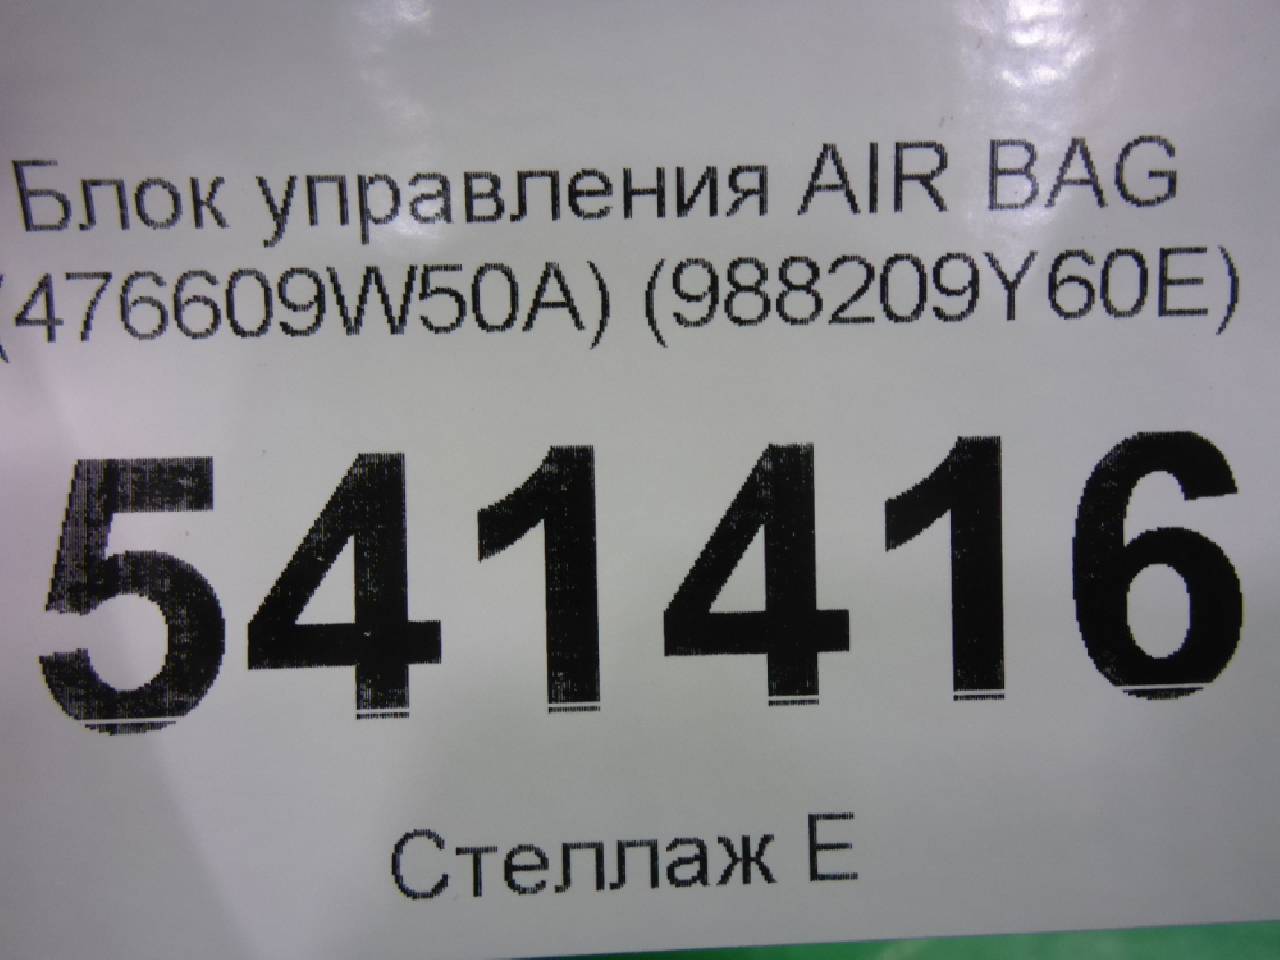 Блок управления AIR BAG
(476609W50A) (988209Y60E)
541416
Стеллаж Е